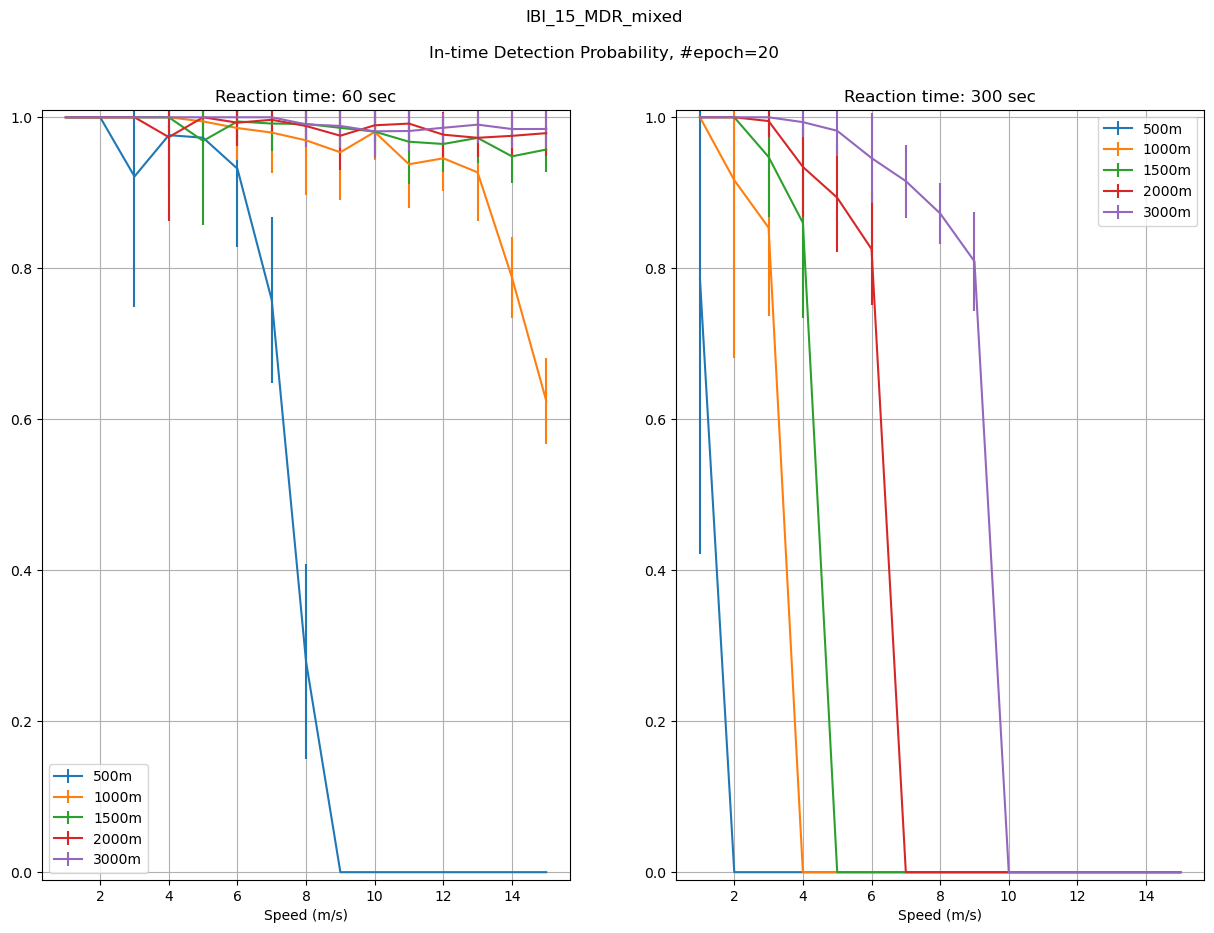 IBI_15_MDR_mixed
In-time Detection Probability, #epoch=20
Reaction time: 60 sec
1.0
0.8
0.6
0.4
0.2
0.0
2 4 6 8 10 12 14
Speed (m/s)
500m
1000m
1500m
2000m
3000m
Reaction time: 300 sec
1.0
0.8
0.6
0.4
0.2
0.0
2 4 6 8 10 12 14
Speed (m/s)
500m
1000m
1500m
2000m
3000m